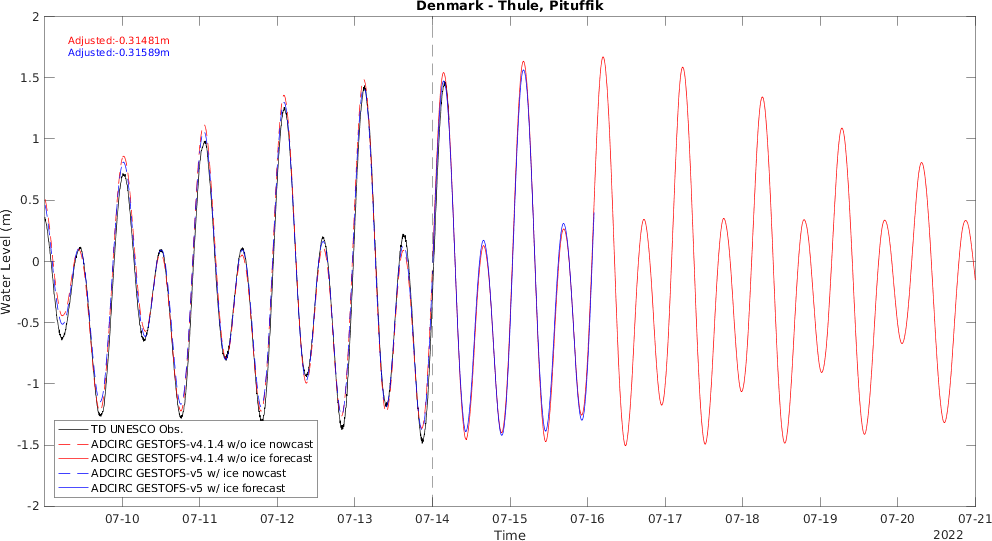 Denmark - Thule, Pituffik
Adjusted:-0.31481m
Adjusted:-0.31589m
2
1.5
1
0.5
0
-0.5
-1
-1.5
-2
Water Level (m)
TD UNESCO Obs.
ADCIRC GESTOFS-v4.1.4 w/o ice nowcast
ADCIRC GESTOFS-v4.1.4 w/o ice forecast
ADCIRC GESTOFS-v5 w/ ice nowcast
ADCIRC GESTOFS-v5 w/ ice forecast
07-10 07-11 07-12 07-13 07-14 07-15 07-16 07-17 07-18 07-19 07-20 07-21
Time
2022